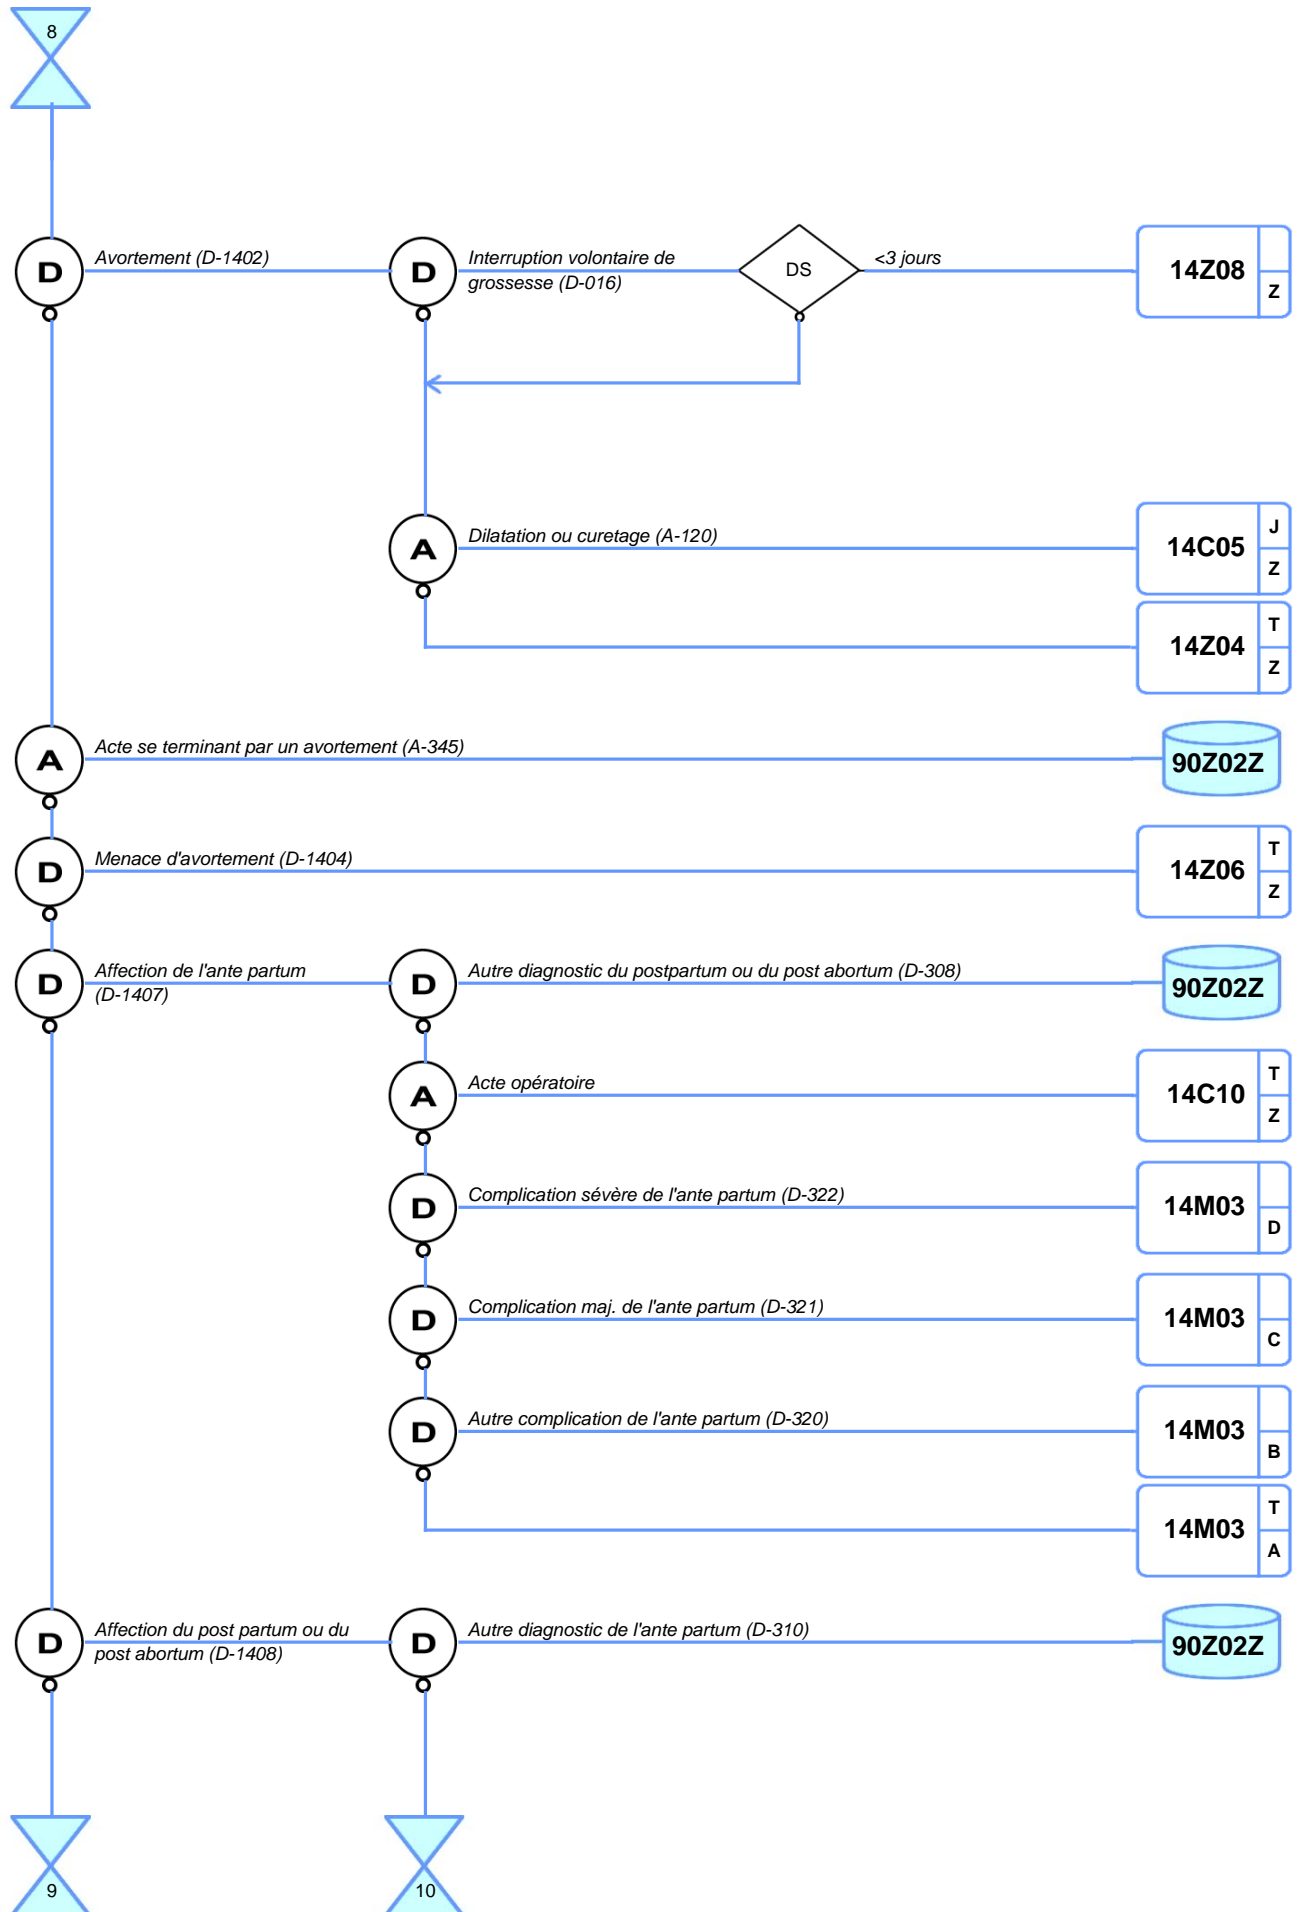 8
D
Avortement (D-1402)
D
Interruption volontaire de
grossesse (D-016)
DS
<3 jours
14Z08
Z
A
Dilatation ou curetage (A-120)
14C05
J
Z
14Z04
T
Z
A
Acte se terminant par un avortement (A-345)
90Z02Z
D
Menace d'avortement (D-1404)
14Z06
T
Z
D
Affection de l'ante partum
(D-1407)
D
Autre diagnostic du postpartum ou du post abortum (D-308)
90Z02Z
A
Acte opératoire
14C10
T
Z
D
Complication sévère de l'ante partum (D-322)
14M03
D
D
Complication maj. de l'ante partum (D-321)
14M03
C
D
Autre complication de l'ante partum (D-320)
14M03
B
14M03
T
A
D
Affection du post partum ou du
post abortum (D-1408)
D
Autre diagnostic de l'ante partum (D-310)
90Z02Z
9
10